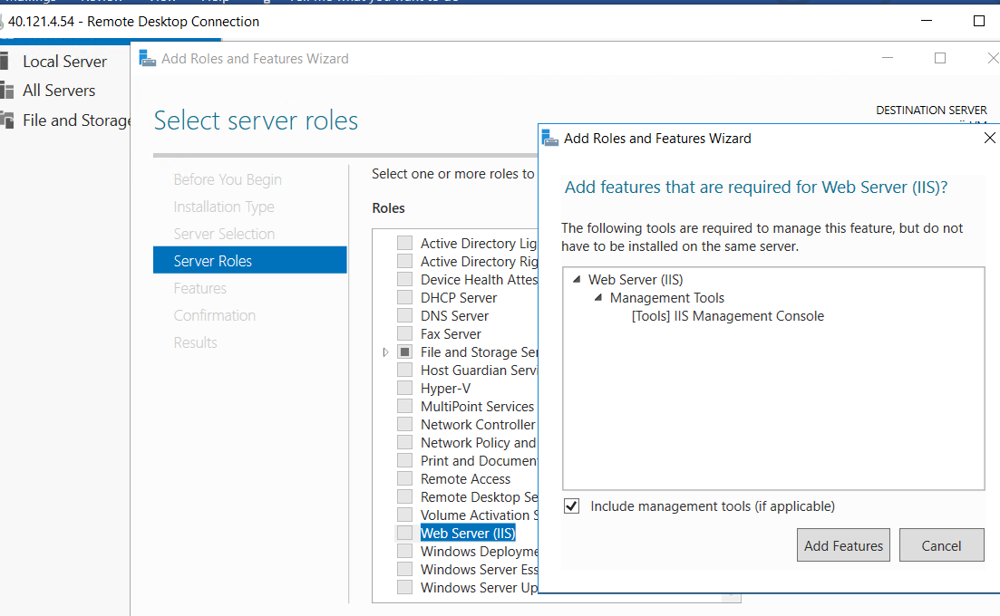 40.121.4.54 - Remote Desktop Connection
Local Server
All Servers
File and Storage
Add Roles and Features Wizard
Select server roles
DESTINATION SERVER
Before You Begin
Installation Type
Server Selection
Server Roles
Features
Confirmation
Results
Select one or more roles to
Roles
Active Directory Lig
Active Directory Rig
Device Health Attes
DHCP Server
DNS Server
Fax Server
File and Storage Ser
Host Guardian Servi
Hyper-V
MultiPoint Services
Network Controller
Network Policy and
Print and Document
Remote Access
Remote Desktop Se
Volume Activation S
Web Server (IIS)
Windows Deployme
Windows Server Ess
Windows Server Up
Add Roles and Features Wizard
Add features that are required for Web Server (IIS)?
The following tools are required to manage this feature, but do not
have to be installed on the same server.
Web Server (IIS)
Management Tools
[Tools] IIS Management Console
Include management tools (if applicable)
Add Features
Cancel